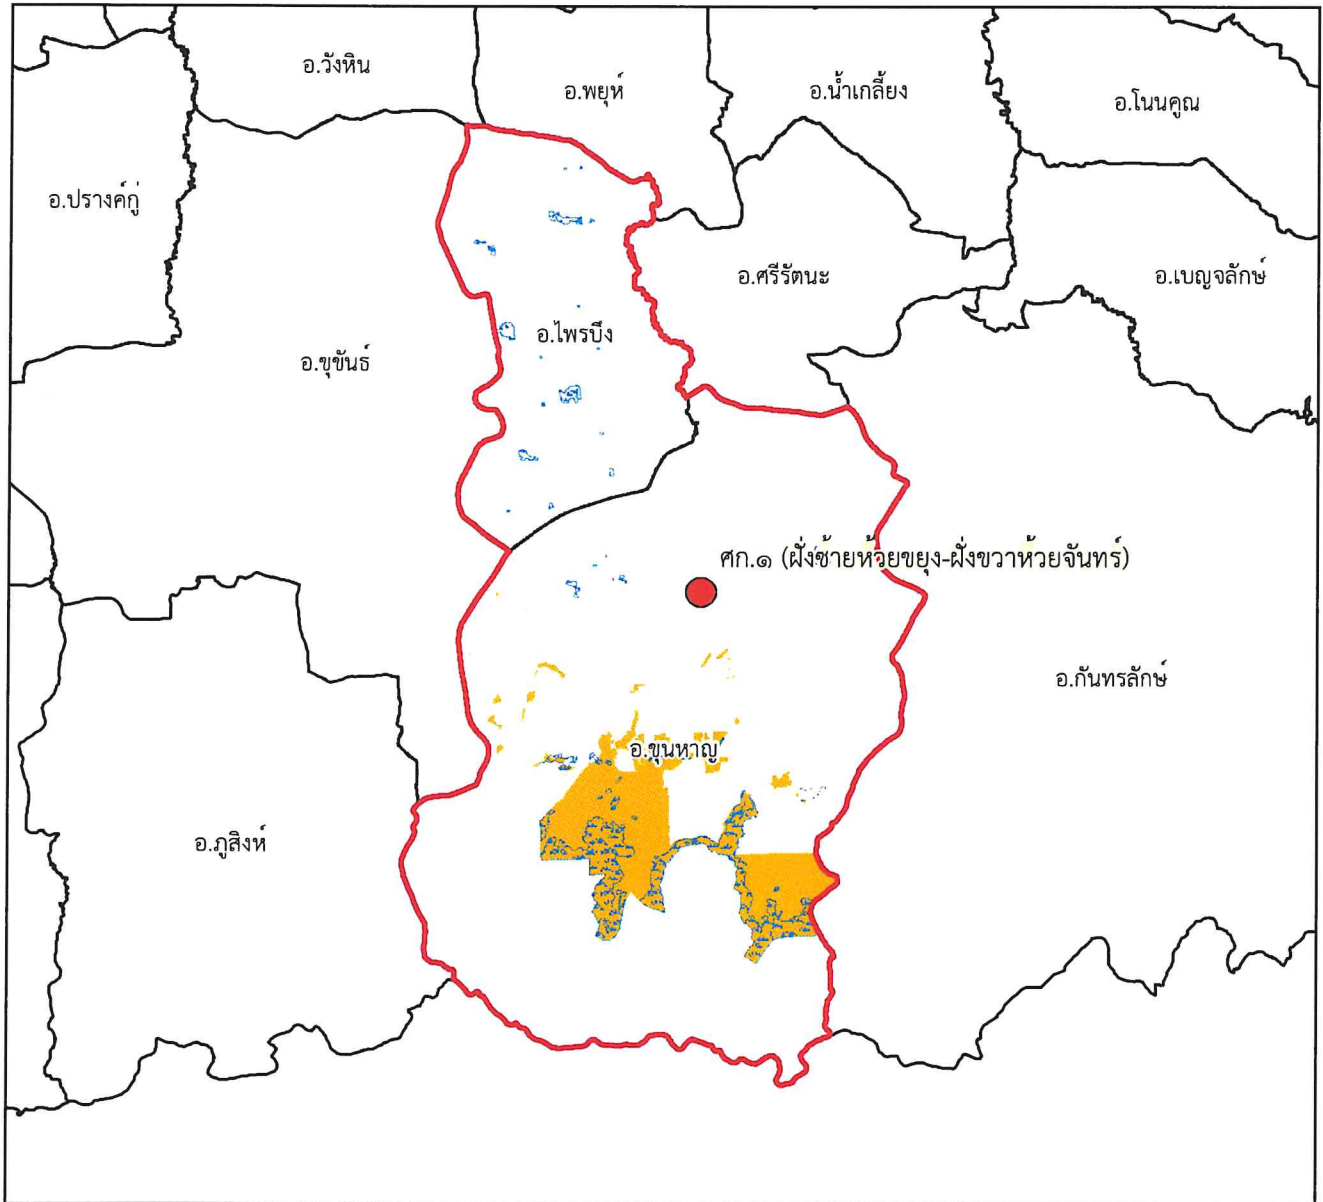 อ.วังหิน
อ.พยุห์
อ.น้ำเกลี้ยง
อ.โนนคูณ
อ.ปรางค์กู่
อ.ศรีรัตนะ
อ.เบญจลักษ์
อ.ไพรบึง
อ.ขุขันธ์
ศก.๑ (ฝั่งซ้ายห้วยขยุง-ฝั่งขวาห้วยจันทร์)
อ.กันทรลักษ์
อ.ขุนหาญ
อ.ภูสิงห์